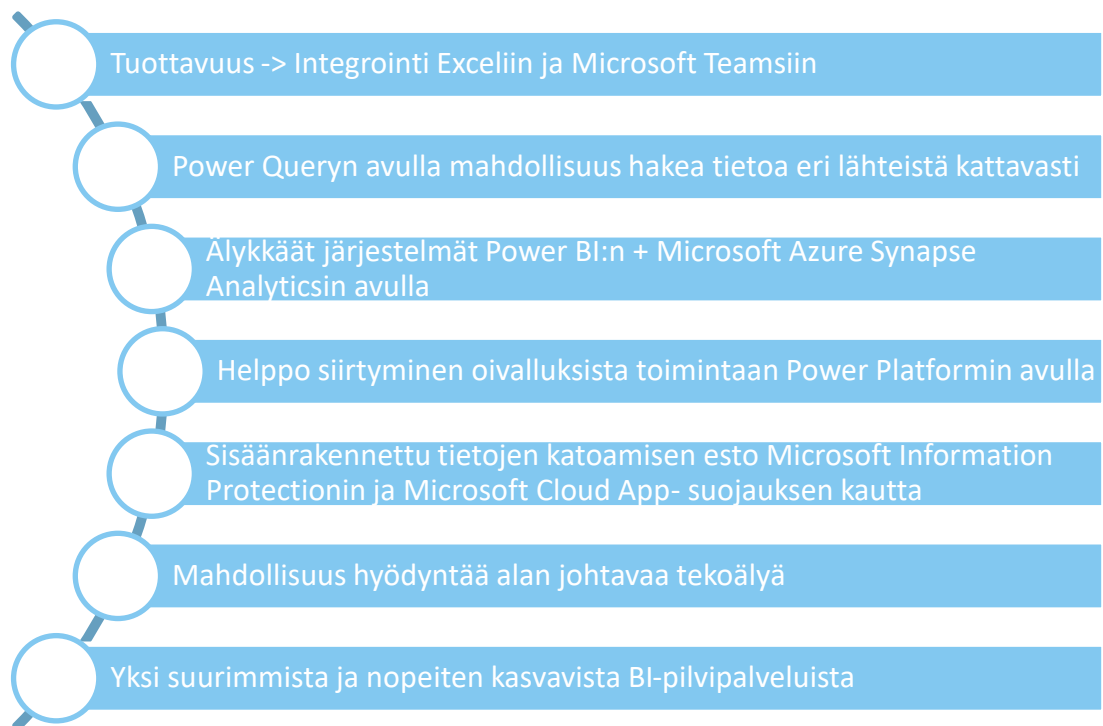 Tuottavuus -> Integrointi Exceliin ja Microsoft Teamsiin
Power Queryn avulla mahdollisuus hakea tietoa eri lähteistä kattavasti
Älykkäät järjestelmät Power BI:n + Microsoft Azure Synapse
Analyticsin avulla
Helppo siirtyminen oivalluksista toimintaan Power Platformin avulla
Sisäänrakennettu tietojen katoamisen esto Microsoft Information
Protectionin ja Microsoft Cloud App- suojauksen kautta
Mahdollisuus hyödyntää alan johtavaa tekoälyä
Yksi suurimmista ja nopeiten kasvavista BI-pilvipalveluista